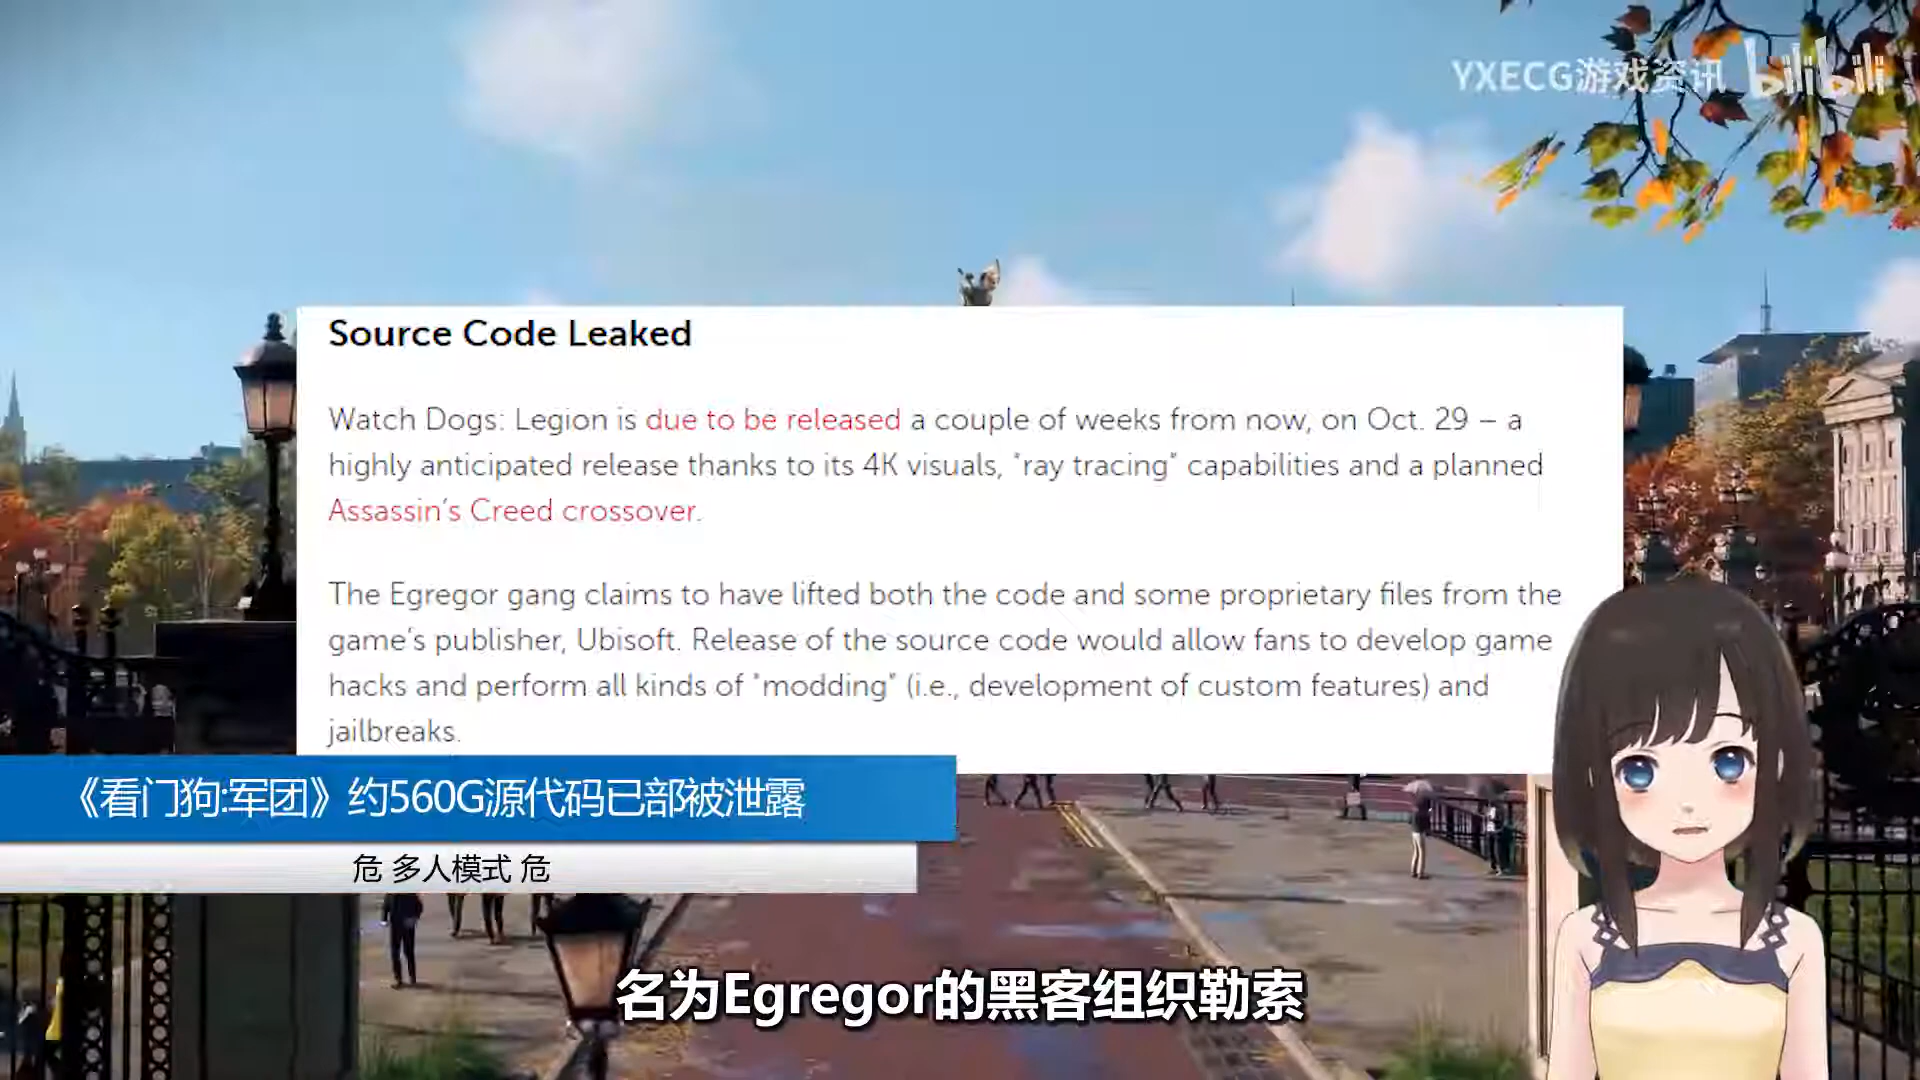 YXECG游戏资讯 bilibili
Source Code Leaked
Watch Dogs: Legion is due to be released a couple of weeks from now, on Oct. 29 – a
highly anticipated release thanks to its 4K visuals, "ray tracing" capabilities and a planned
Assassin's Creed crossover.
The Egregor gang claims to have lifted both the code and some proprietary files from the
game's publisher, Ubisoft. Release of the source code would allow fans to develop game
hacks and perform all kinds of "modding" (i.e., development of custom features) and
jailbreaks.
《看门狗:军团》约560G源代码已部被泄露
危 多人模式 危
名为Egregor的黑客组织勒索